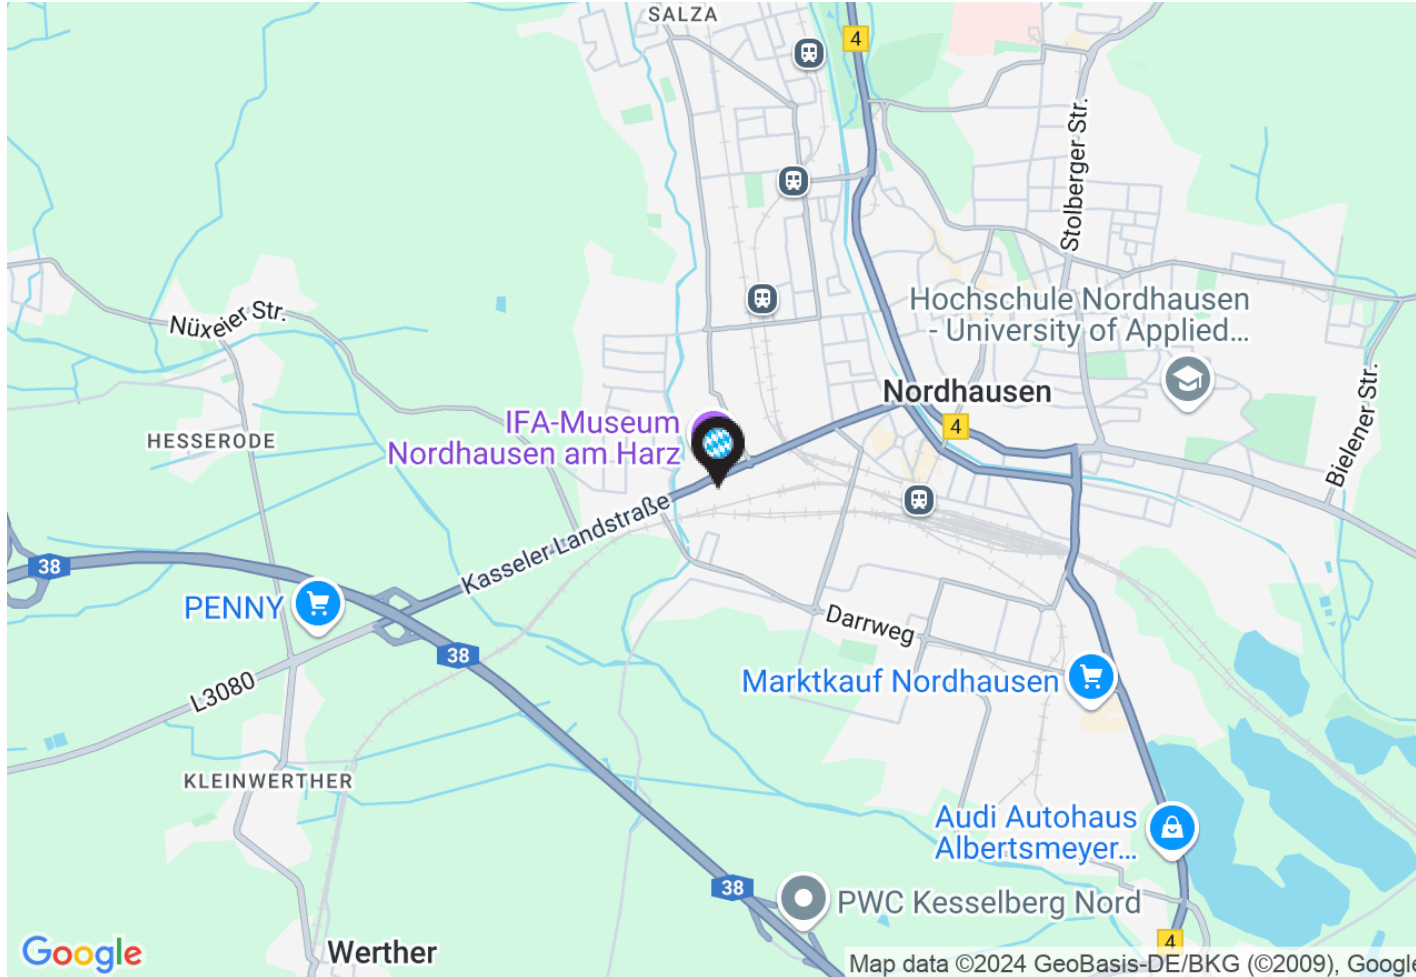 SALZA
4
Stolberger Str.
Nüxeier Str.
Hochschule Nordhausen
- University of Applied...
Nordhausen
4
Bielener Str.
IFA-Museum
Nordhausen am Harz
HESSERODE
Kasseler Landstraße
38
PENNY
Darrweg
38
L3080
Marktkauf Nordhausen
KLEINWERTHER
Audi Autohaus
Albertsmeyer...
38
PWC Kesselberg Nord
4
Google
Werther
Map data ©2024 GeoBasis-DE/BKG (©2009), Google